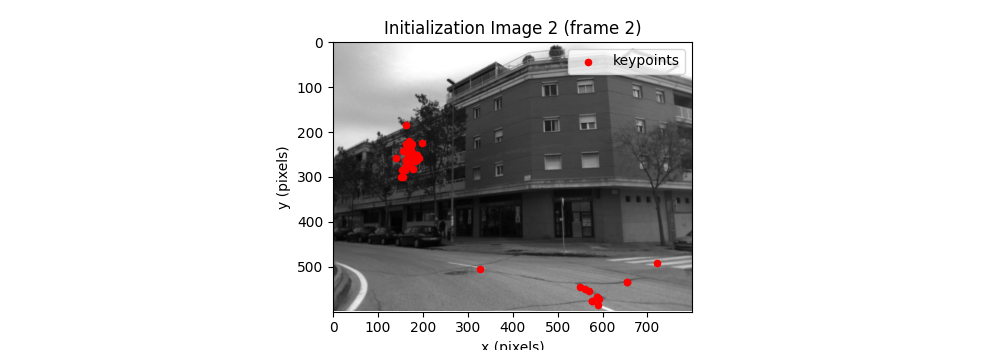 Initialization Image 2 (frame 2)
keypoints
0
100
200
300
400
500
y (pixels)
0 100 200 300 400 500 600 700
x (pixels)